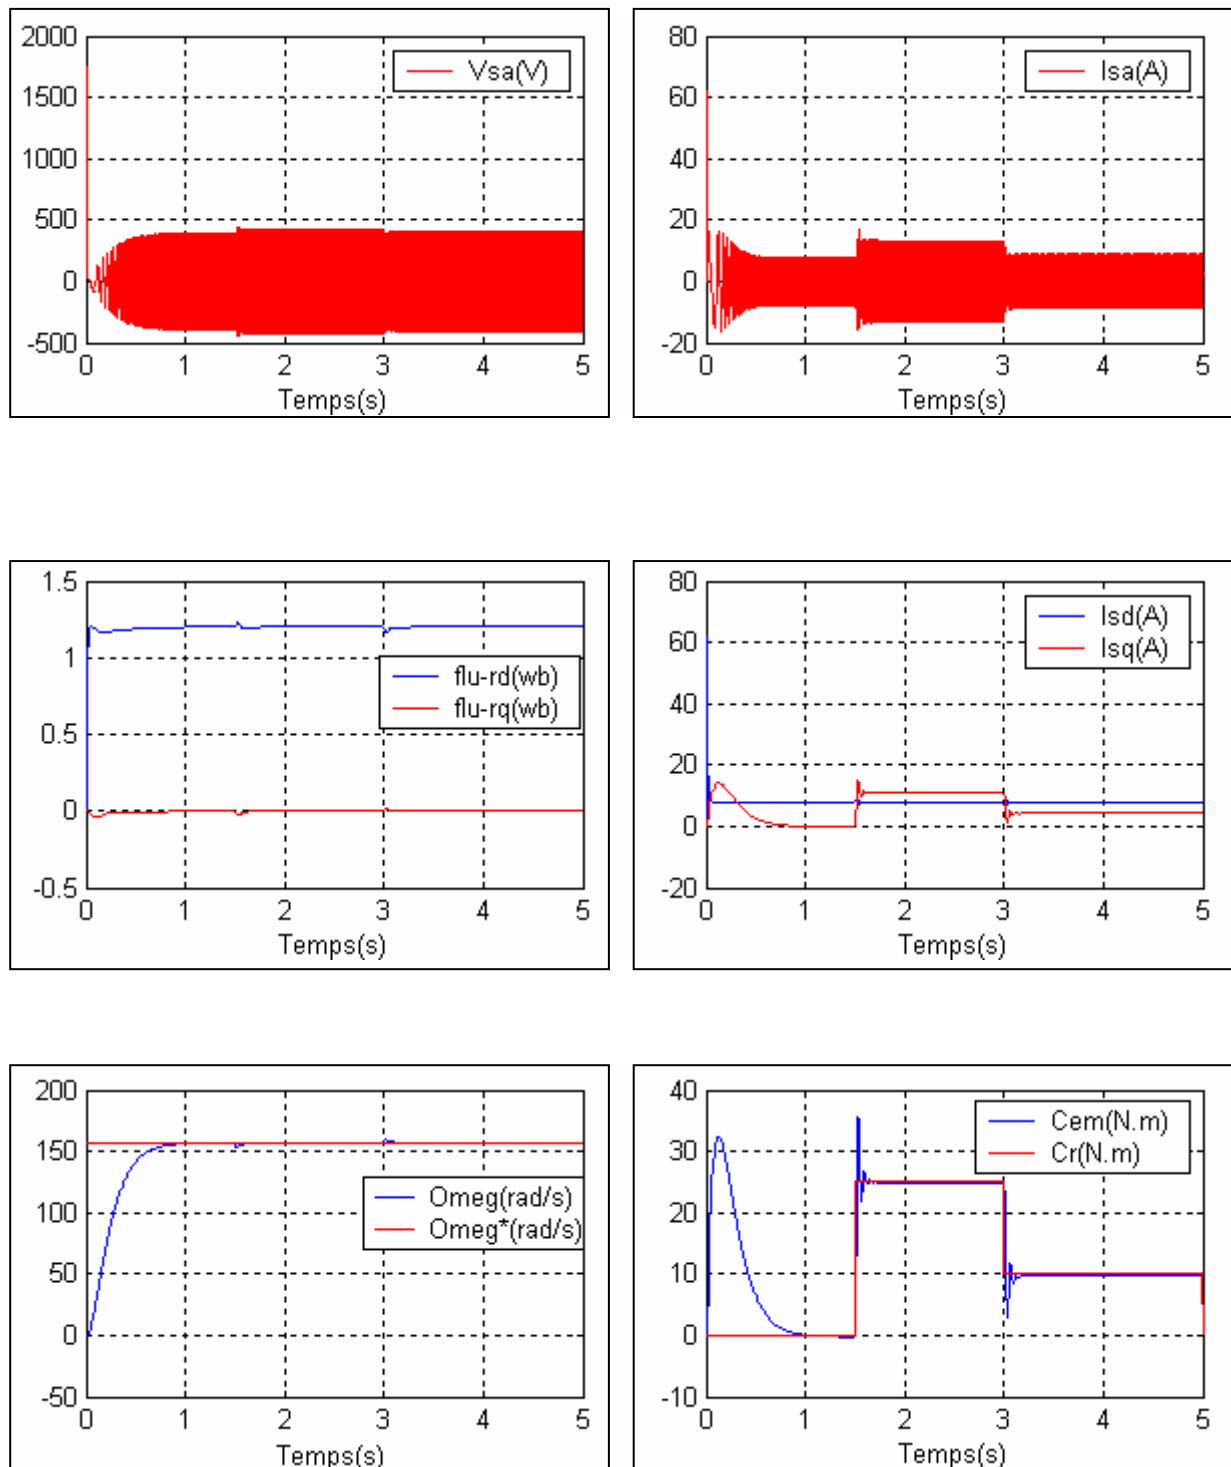 2000
1500
1000
500
0
-500
Vsa(V)
0 1 2 3 4 5
Temps(s)
80
60
40
20
0
-20
Isa(A)
0 1 2 3 4 5
Temps(s)
1.5
1
0.5
0
-0.5
flu-rd(wb)
flu-rq(wb)
0 1 2 3 4 5
Temps(s)
80
60
40
20
0
-20
Isd(A)
Isq(A)
0 1 2 3 4 5
Temps(s)
200
150
100
50
0
-50
Omeg(rad/s)
Omeg*(rad/s)
0 1 2 3 4 5
Temps(s)
40
30
20
10
0
-10
Cem(N.m)
Cr(N.m)
0 1 2 3 4 5
Temps(s)